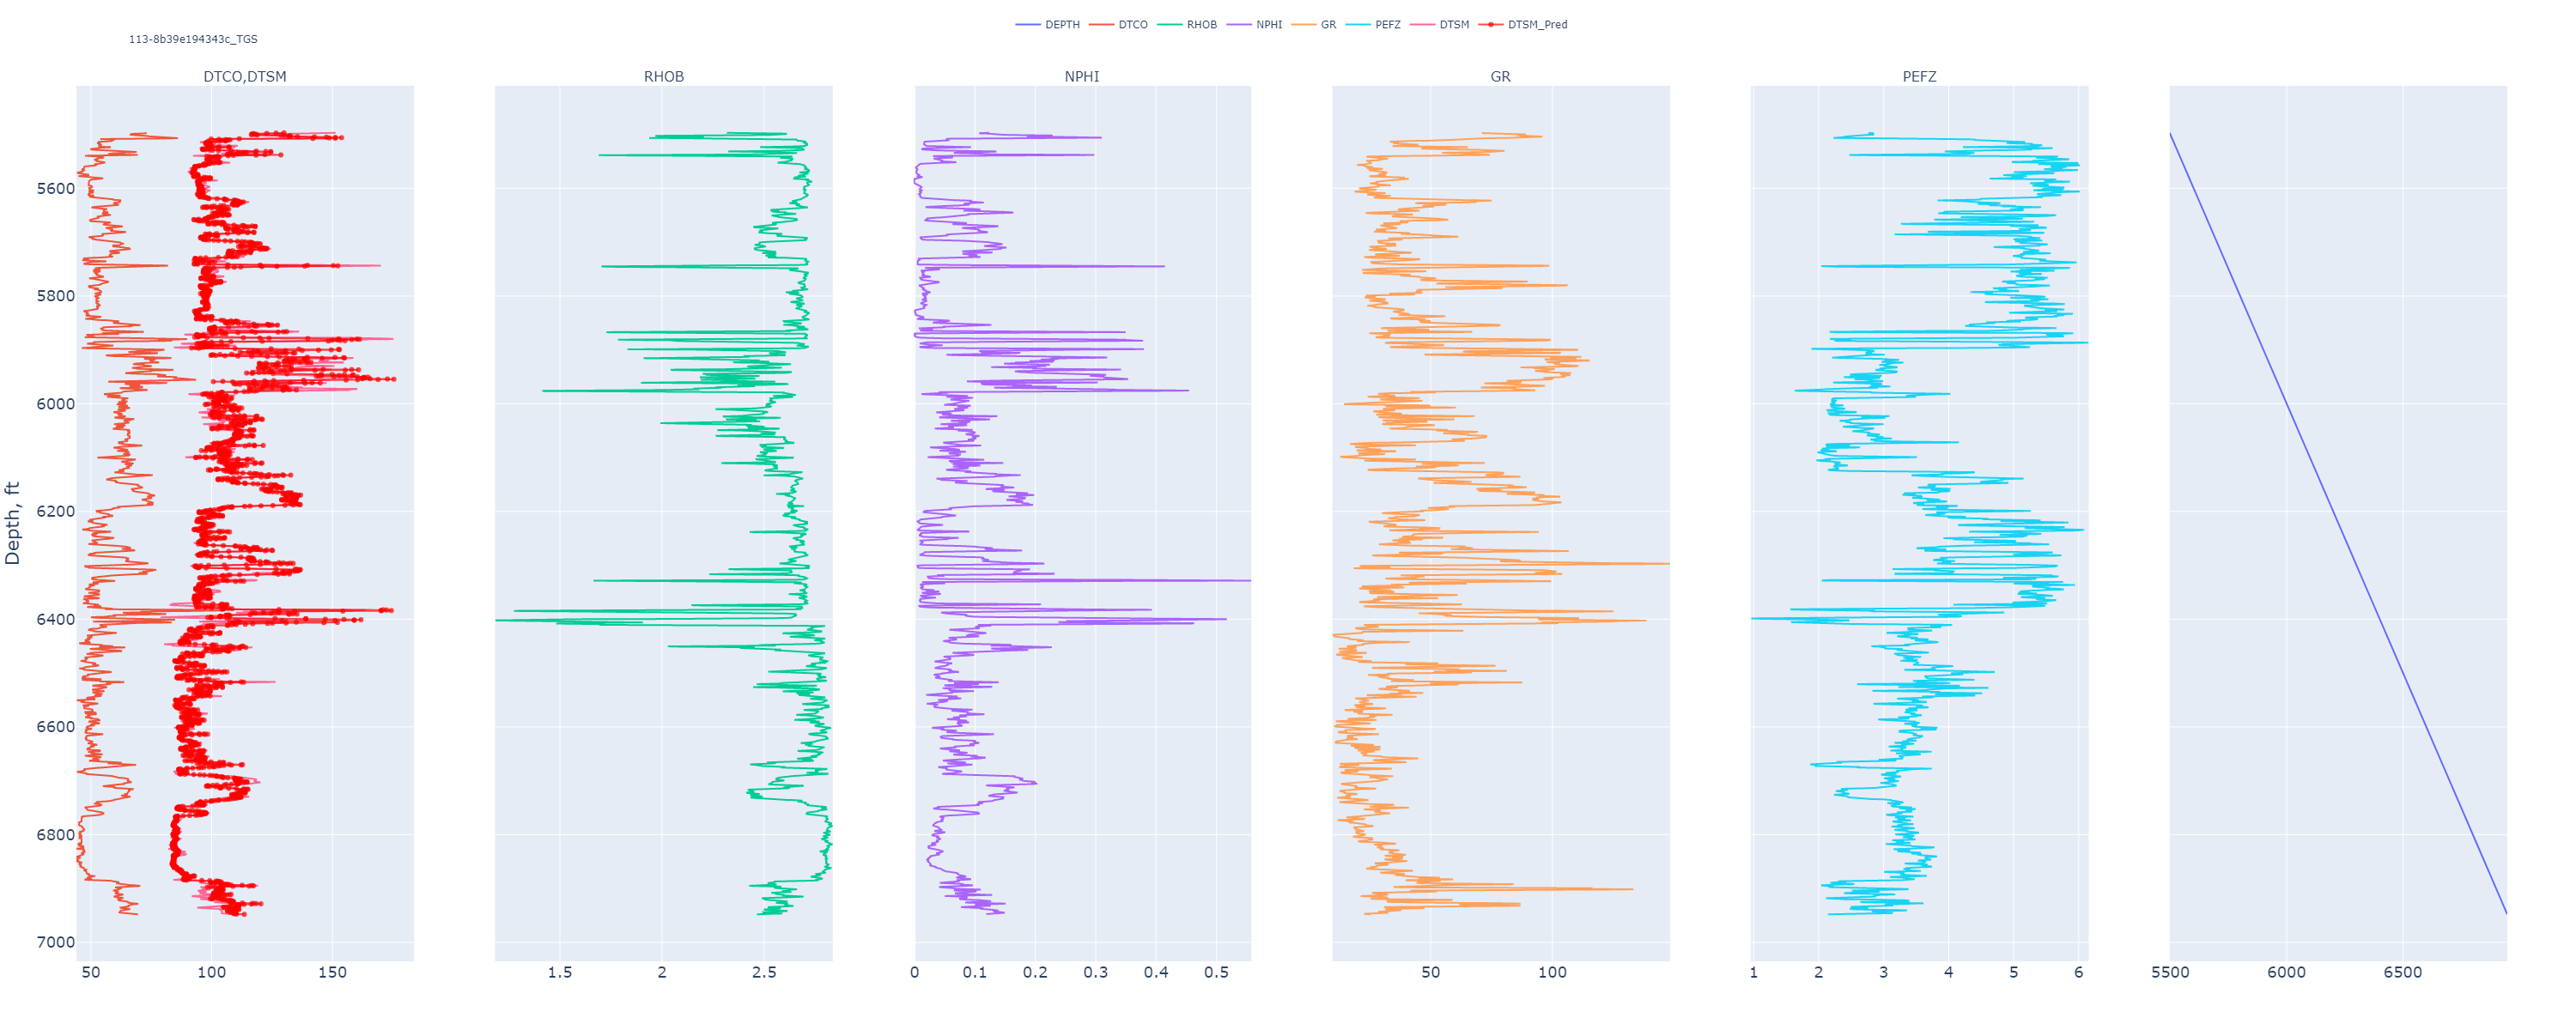 DEPTH DTCO RHOB NPHI GR PEFZ DTSM DTSM_Pred
113-8b39e194343c_TGS
DTCO,DTSM RHOB NPHI GR PEFZ
5600
5800
6000
6200
6400
6600
6800
7000
Depth, ft
50 100 150 1.5 2 2.5 0 0.1 0.2 0.3 0.4 0.5 50 100 1 2 3 4 5 6 5500 6000 6500